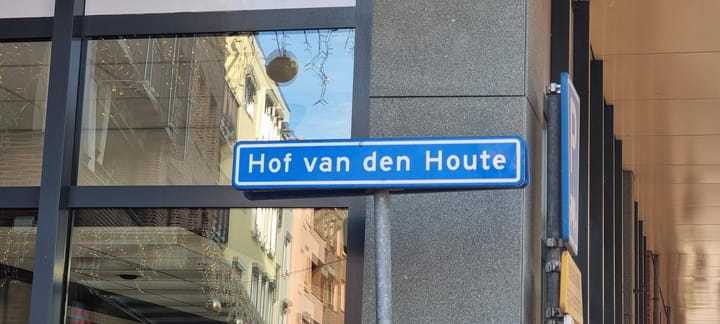 Hof van den Houte
P